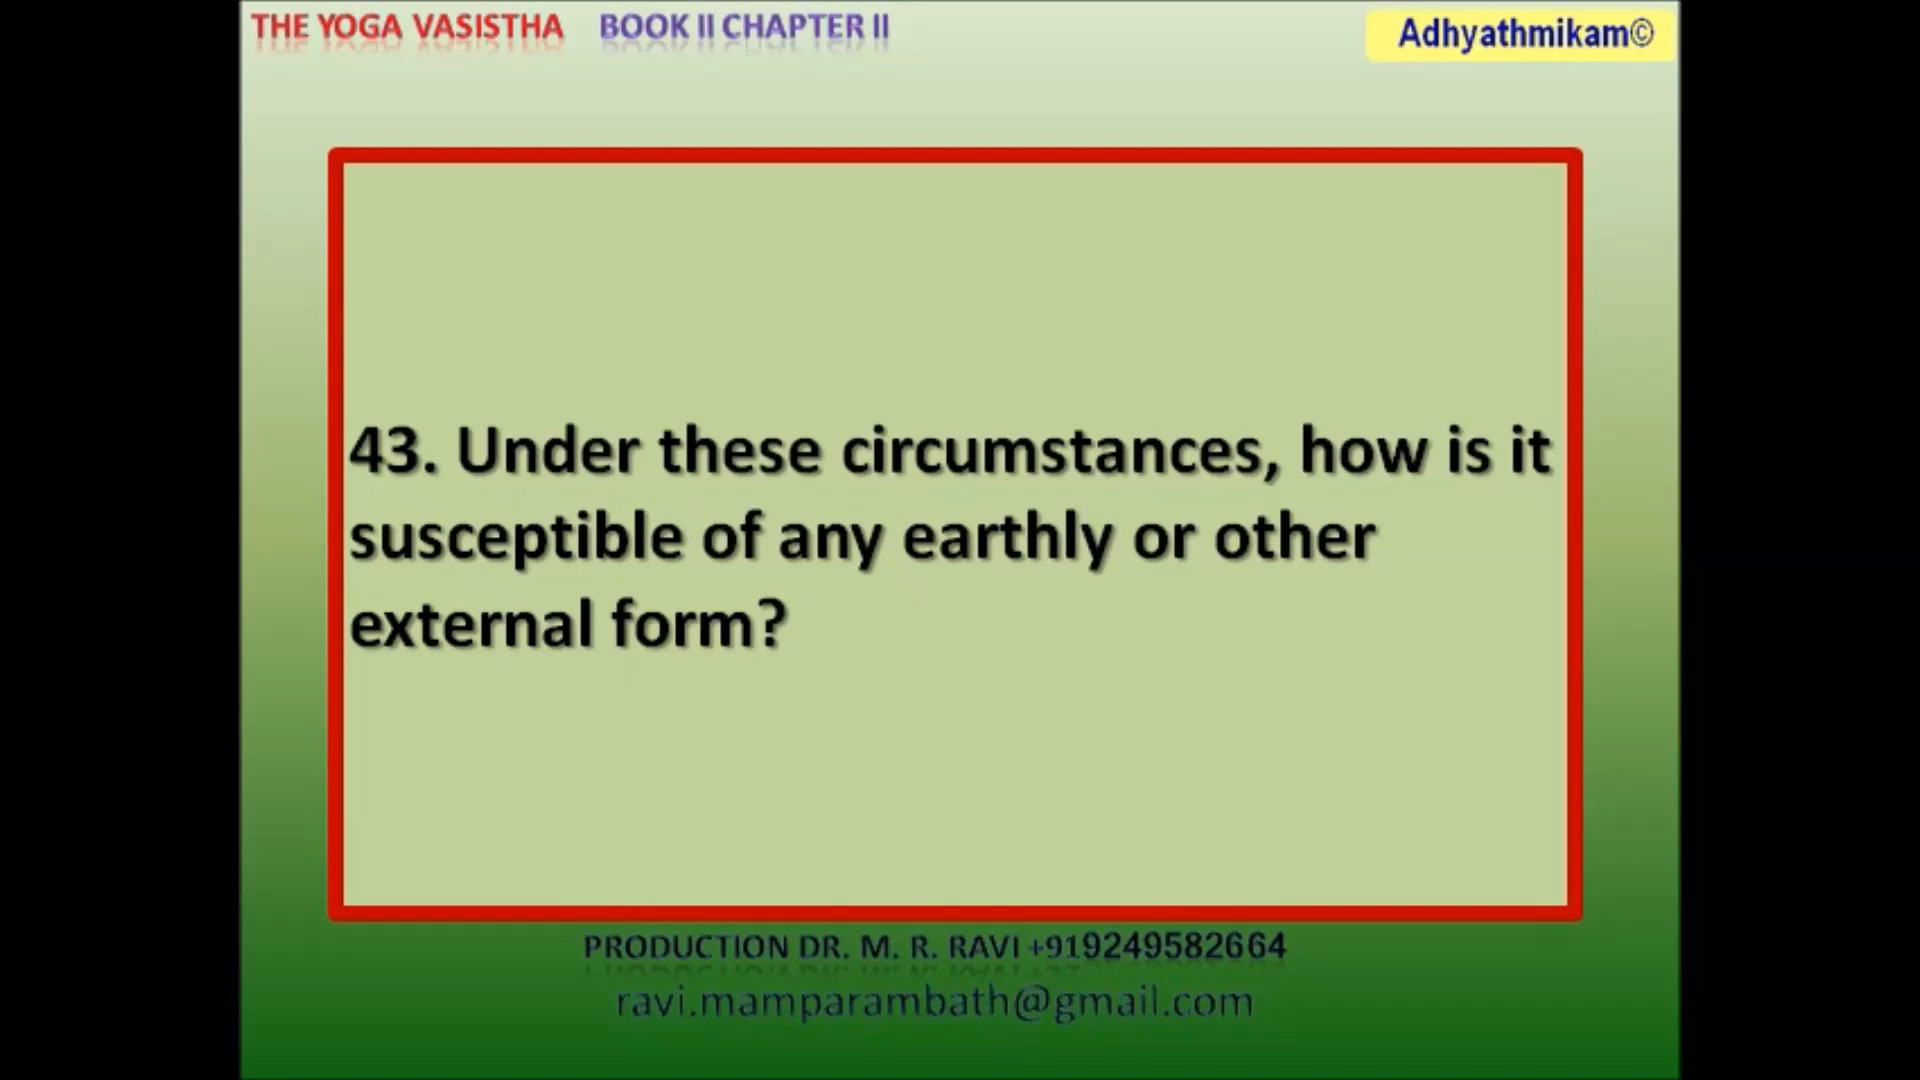 THE YOGA VASISTHA BOOK II CHAPTER II
Adhyathmikam©
43. Under these circumstances, how is it
susceptible of any earthly or other
external form?
PRODUCTION DR. M. R. RAVI +919249582664
ravi.mamparambath@gmail.com